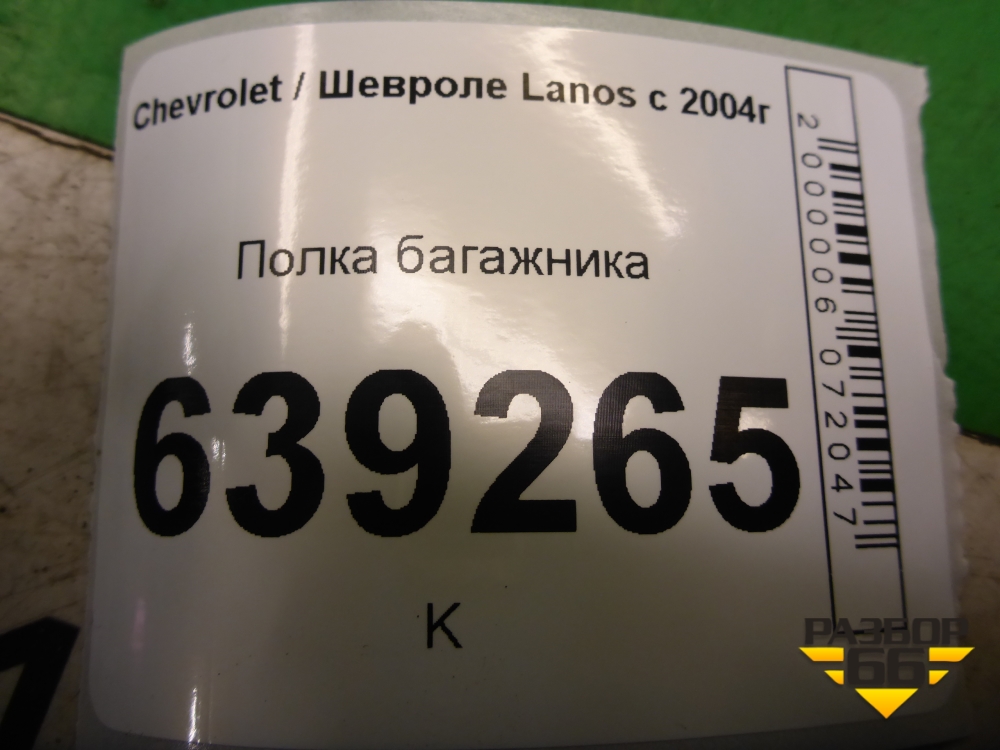 Chevrolet / Шевроле Lanos с 2004г
Полка багажника
639265
К
2000006072047
РАЗБОР
66